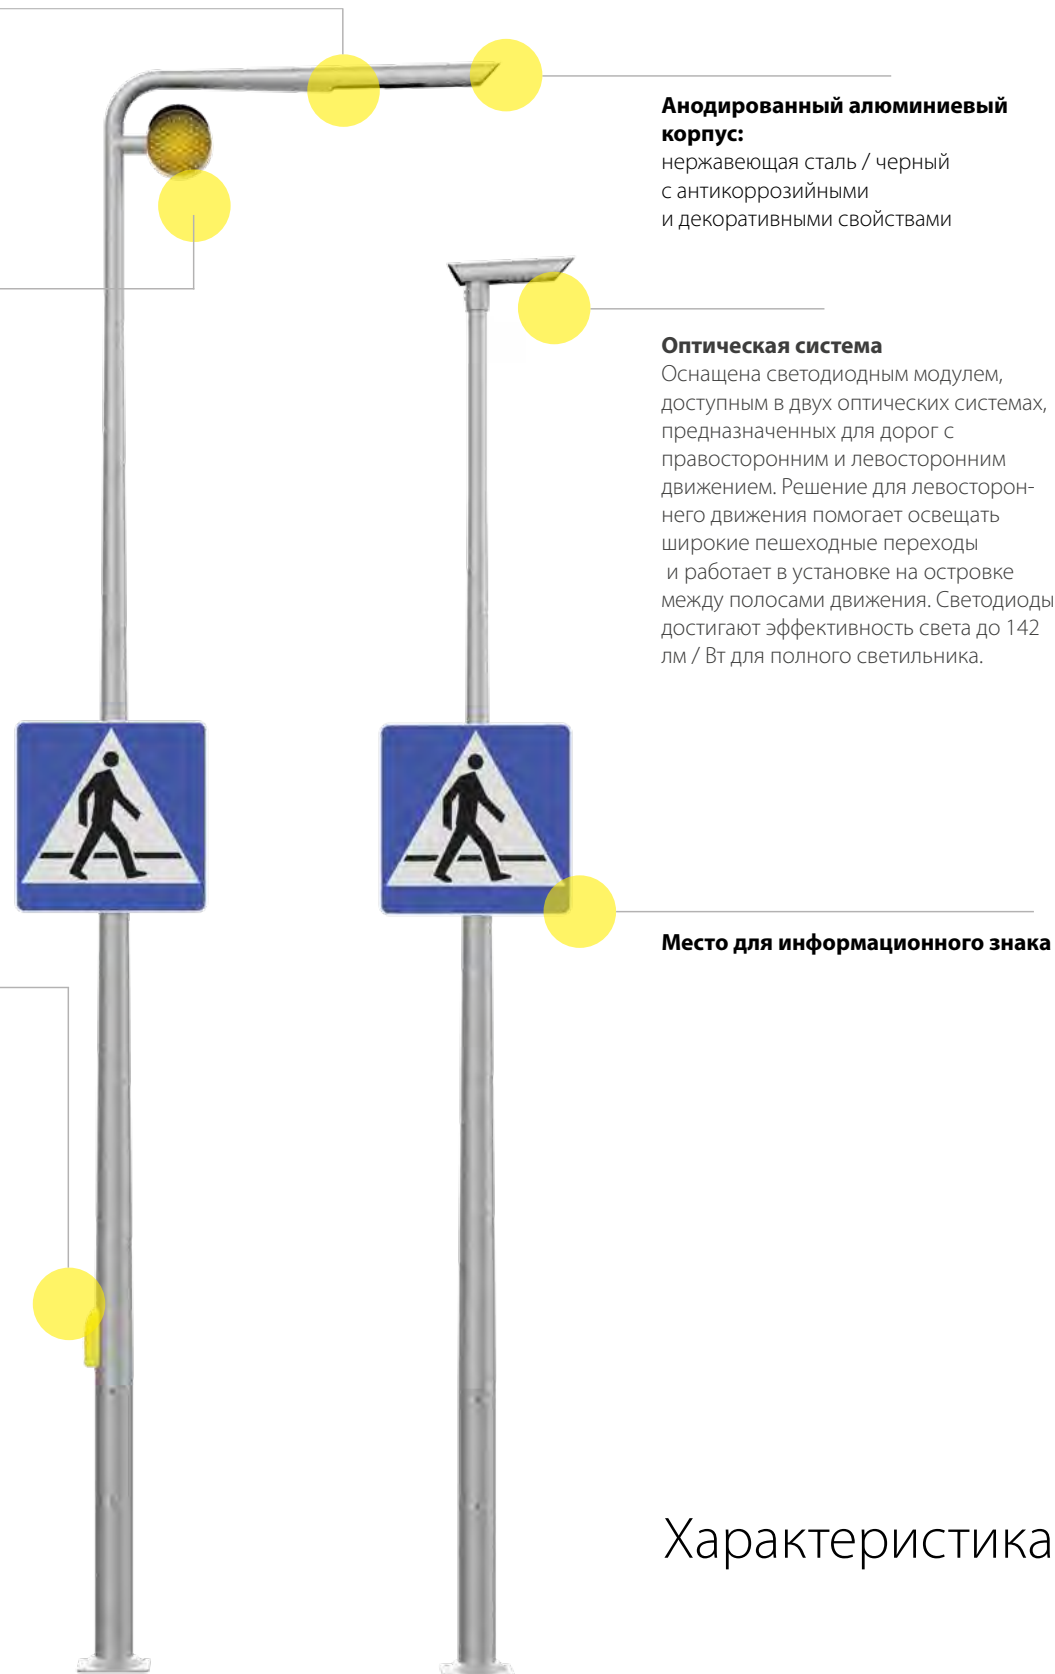 Анодированный алюминиевый
корпус:
нержавеющая сталь / черный
с антикоррозийными
и декоративными свойствами
Оптическая система
Оснащена светодиодным модулем,
доступным в двух оптических системах,
предназначенных для дорог с
правосторонним и левосторонним
движением. Решение для левосторон-
него движения помогает освещать
широкие пешеходные переходы
и работает в установке на островке
между полосами движения. Светодиоды
достигают эффективность света до 142
лм / Вт для полного светильника.
Место для информационного знака
Характеристика